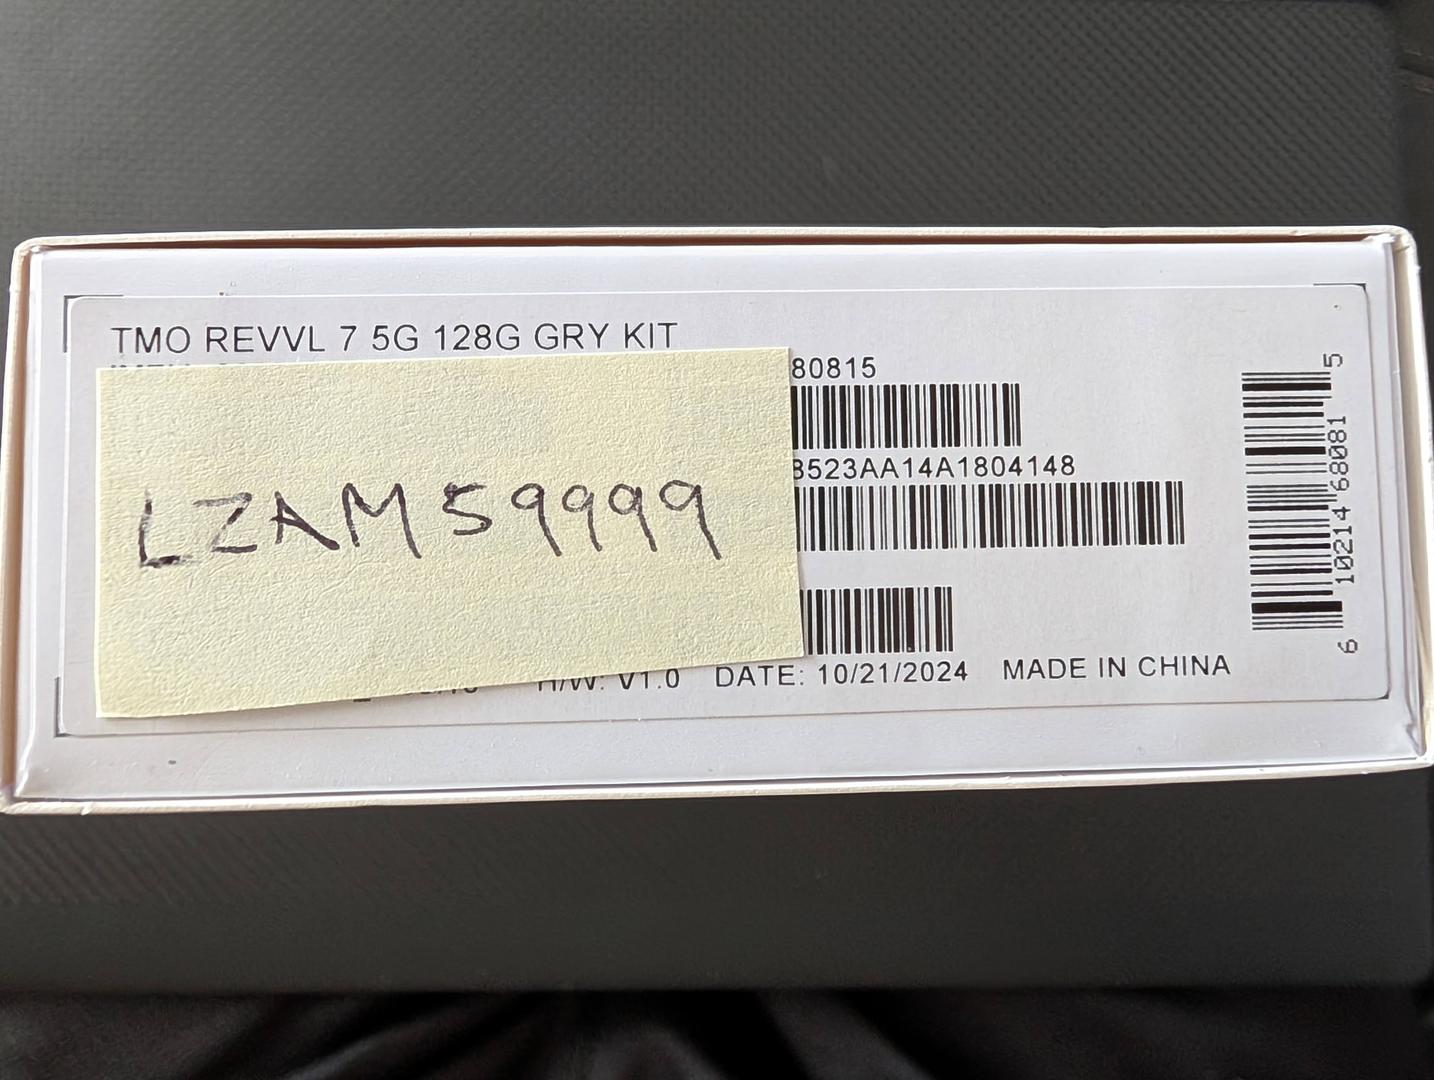 TMO REVVL 7 5G 128G GRY KIT
80815
8523AA14A1804148
LZAM59999
H/W: V1.0 DATE: 10/21/2024 MADE IN CHINA
6 10214 68081 5